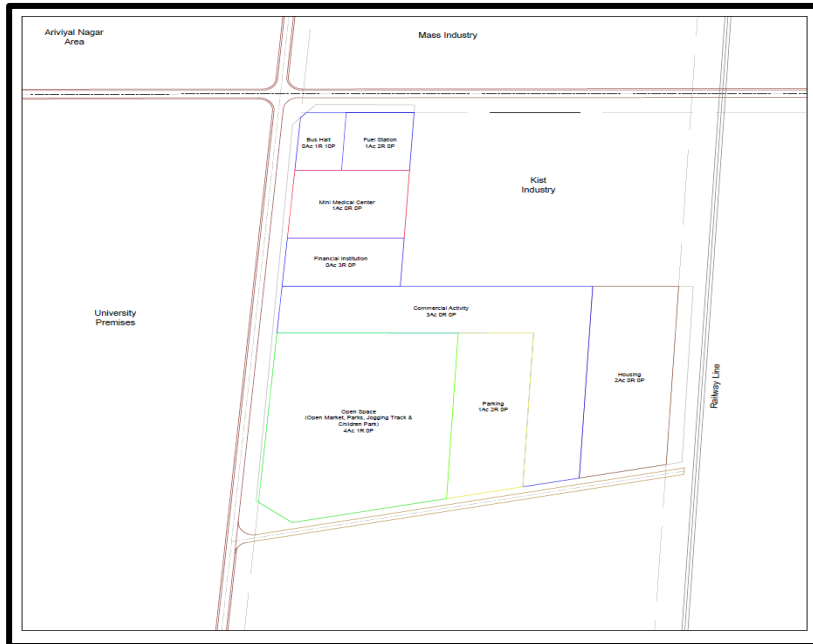 Ariviyal Nagar
Area
Mass Industry
Bus Halt
0Ac 1R 10P
Fuel Station
1Ac 2R 0P
Kist
Industry
Mini Medical Center
1Ac 0R 0P
Financial Institution
0Ac 3R 0P
University
Premises
Commercial Activity
3Ac 0R 0P
Housing
2Ac 0R 0P
Parking
1Ac 2R 0P
Open Space
(Open Market, Parks, Jogging Track &
Children Park)
4Ac 1R 0P
Railway Line